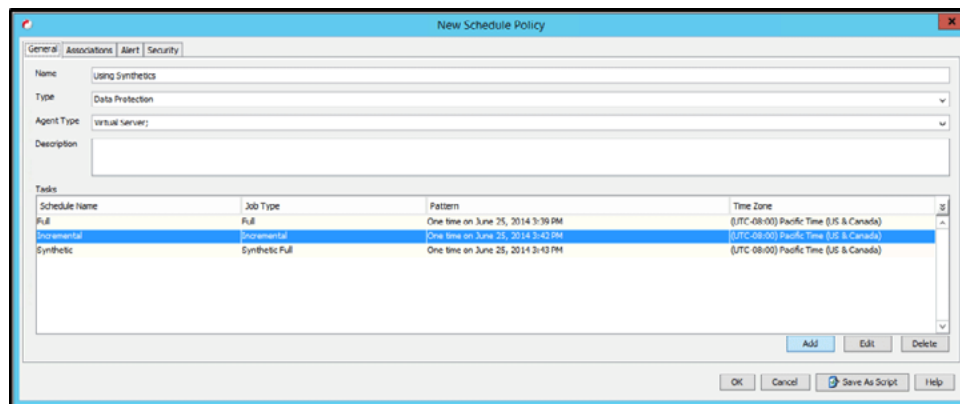 New Schedule Policy
General Associations Alert Security
Name Using Synthetics
Type Data Protection
Agent Type Virtual Server;
Description
Tasks
Schedule Name Job Type Pattern Time Zone
Full Full One time on June 25, 2014 3:39 PM (UTC-08:00) Pacific Time (US & Canada)
Incremental Incremental One time on June 25, 2014 3:42 PM (UTC-08:00) Pacific Time (US & Canada)
Synthetic Synthetic Full One time on June 25, 2014 3:43 PM (UTC-08:00) Pacific Time (US & Canada)
Add Edit Delete
OK Cancel Save As Script Help